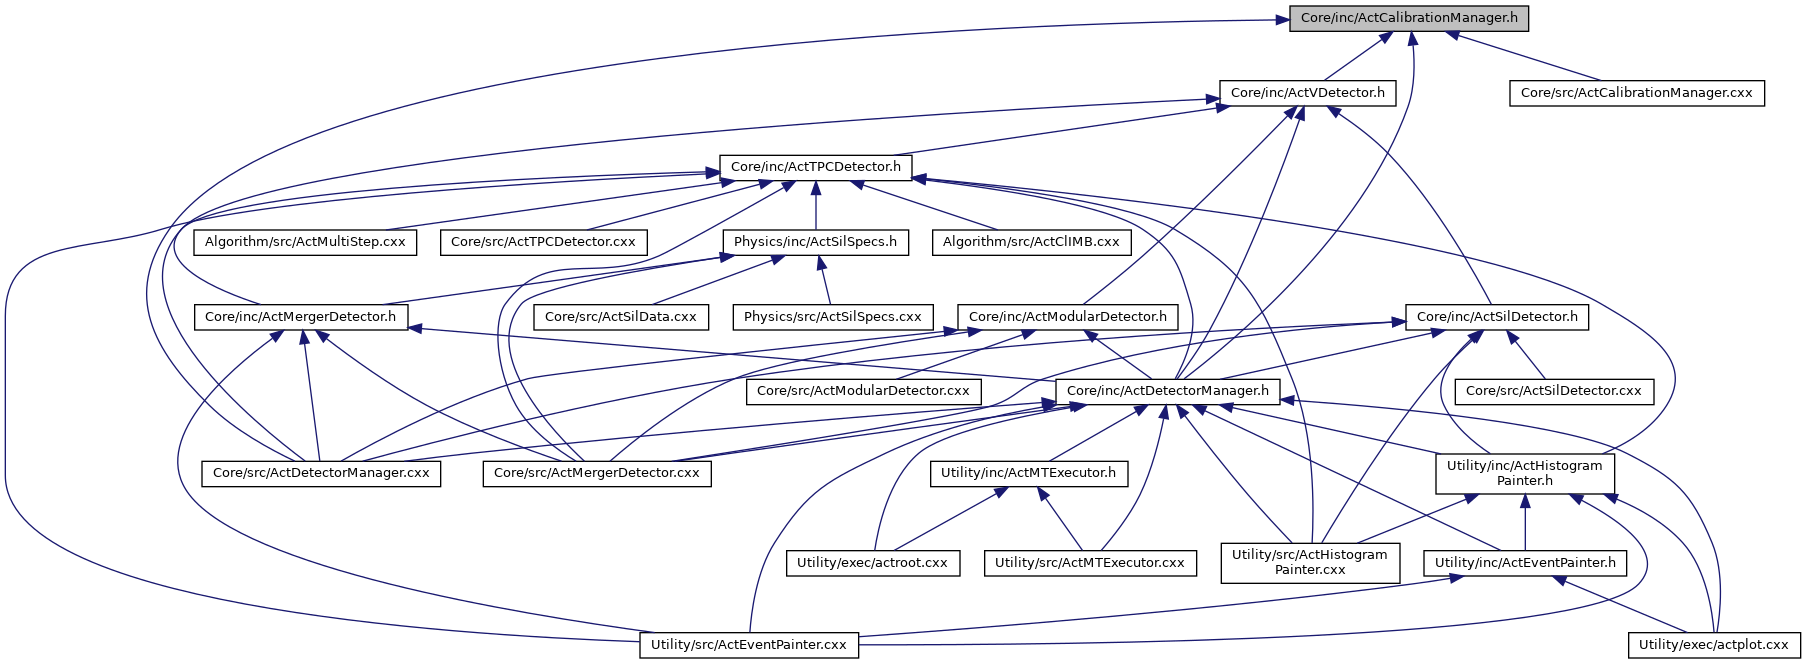 Core/inc/ActCalibrationManager.h
Core/inc/ActVDetector.h
Core/src/ActCalibrationManager.cxx
Core/inc/ActTPCDetector.h
Algorithm/src/ActMultiStep.cxx
Core/src/ActTPCDetector.cxx
Physics/inc/ActSilSpecs.h
Algorithm/src/ActClIMB.cxx
Core/inc/ActMergerDetector.h
Core/src/ActSilData.cxx
Physics/src/ActSilSpecs.cxx
Core/inc/ActModularDetector.h
Core/inc/ActSilDetector.h
Core/src/ActModularDetector.cxx
Core/inc/ActDetectorManager.h
Core/src/ActSilDetector.cxx
Core/src/ActDetectorManager.cxx
Core/src/ActMergerDetector.cxx
Utility/inc/ActMTExecutor.h
Utility/inc/ActHistogram
Painter.h
Utility/exec/actroot.cxx
Utility/src/ActMTExecutor.cxx
Utility/src/ActHistogram
Painter.cxx
Utility/inc/ActEventPainter.h
Utility/src/ActEventPainter.cxx
Utility/exec/actplot.cxx